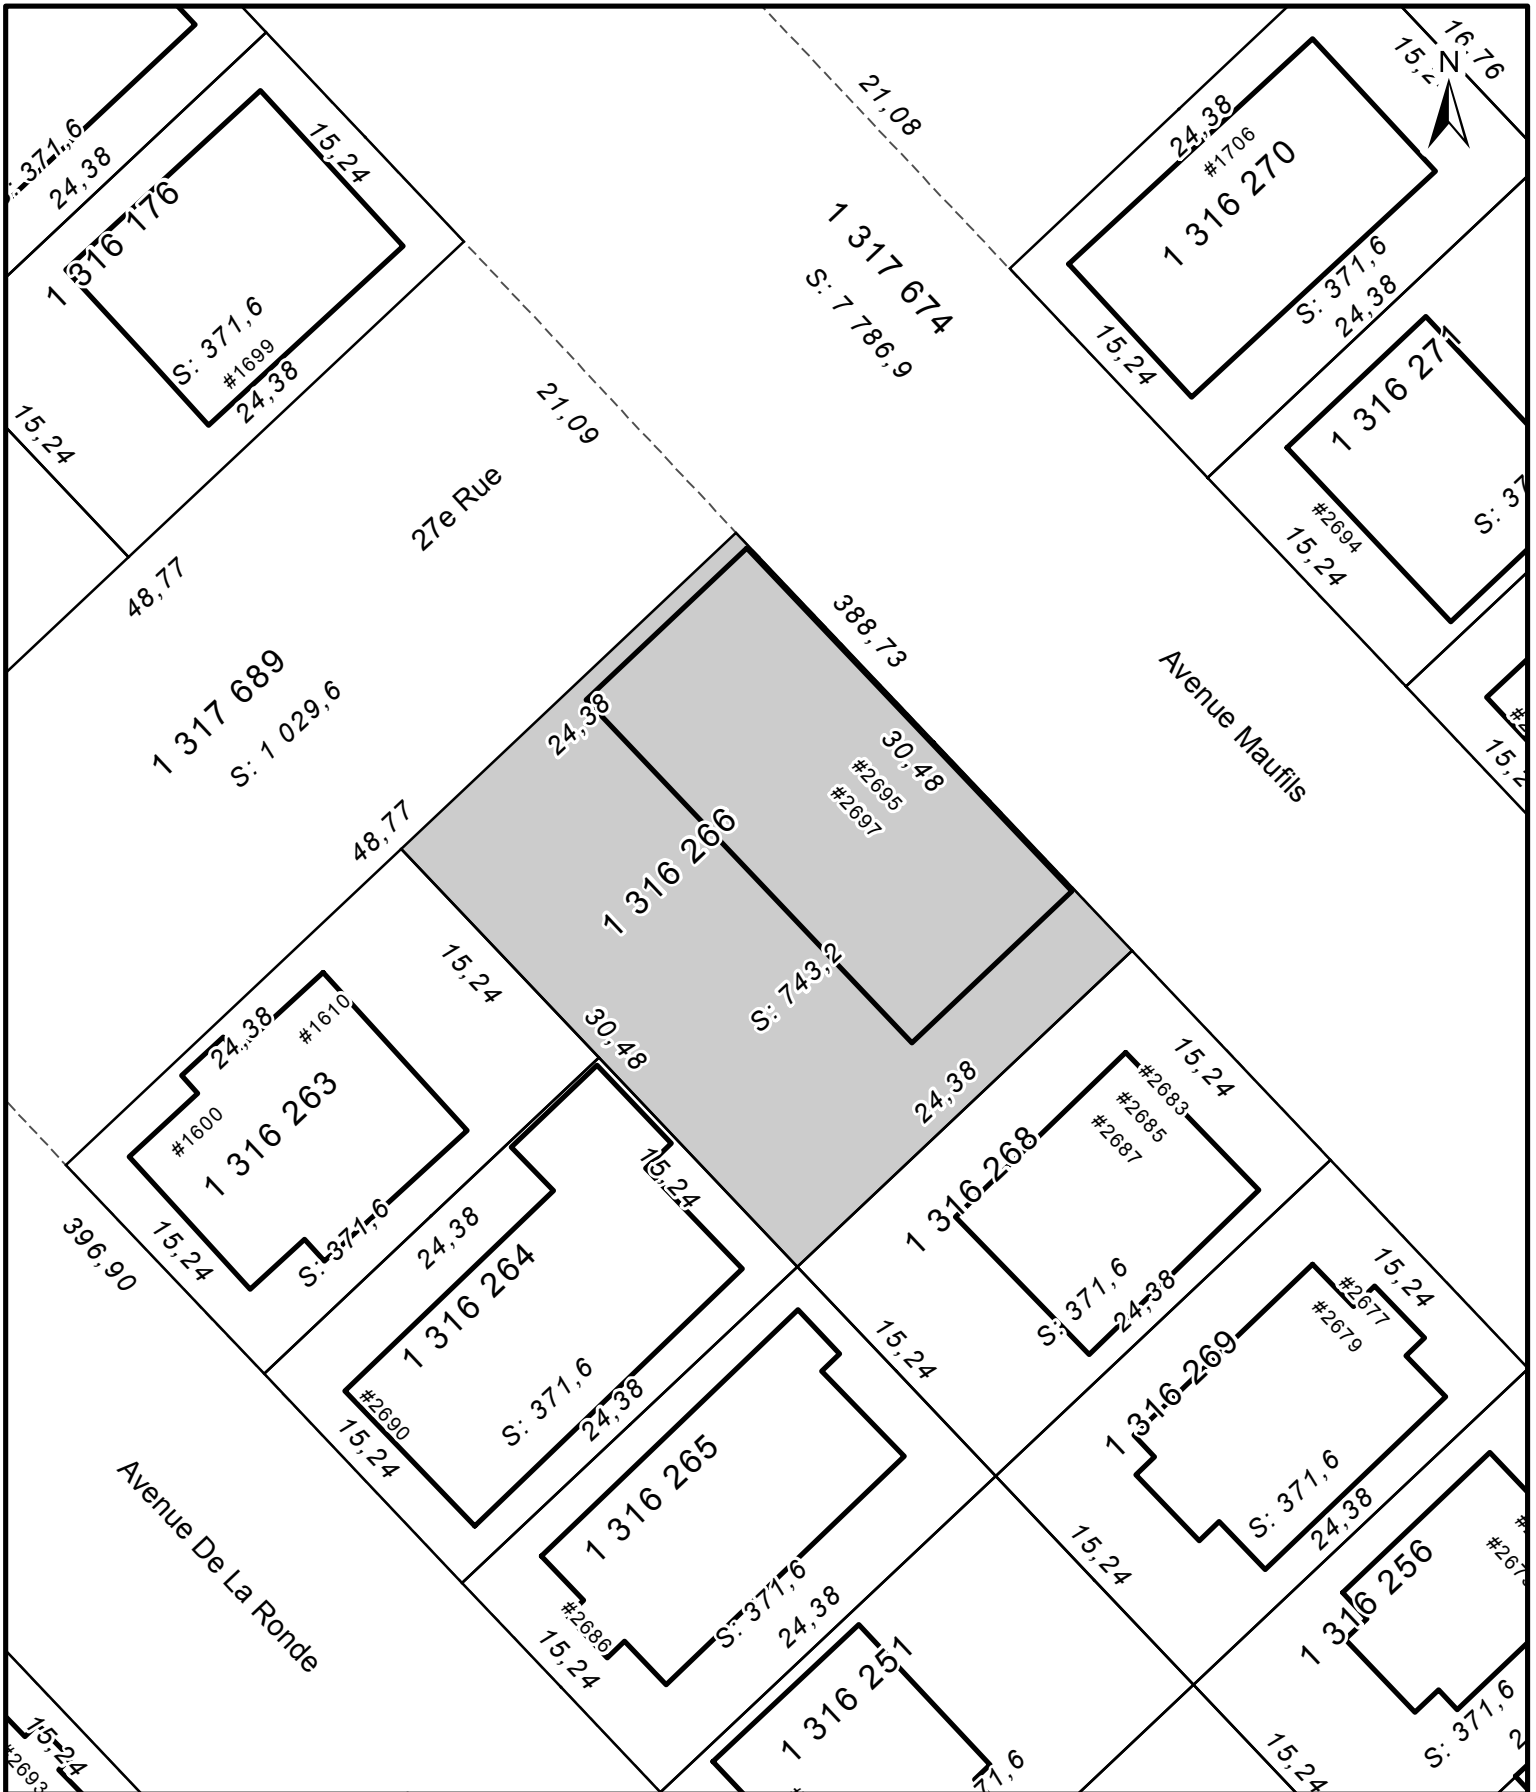 16,76
N
21,08
24,38
#1706
1 316 270
S: 371,6
24,38
15,24
15,24
S: 371,6
24,38
1 316 176
S: 371,6
#1699
24,38
15,24
1 317 674
S: 7 786,9
1 316 271
#2694
15,24
21,09
27e Rue
48,77
1 317 689
S: 1 029,6
48,77
388,73
Avenue Maufils
24,38
30,48
#2695
#2697
1 316 266
S: 743,2
30,48
24,38
15,24
24,38
#1610
#1600
1 316 263
S: 371,6
15,24
396,90
15,24
24,38
1 316 264
#2690
S: 371,6
24,38
15,24
15,24
#2683
#2685
#2687
1 316 268
S: 371,6
24,38
15,24
15,24
#2677
#2679
1 316 269
S: 371,6
24,38
15,24
1 316 265
#2686
S: 371,6
24,38
15,24
Avenue De La Ronde
1 316 256
S: 371,6
15,24
1 316 251
15,24
#2693